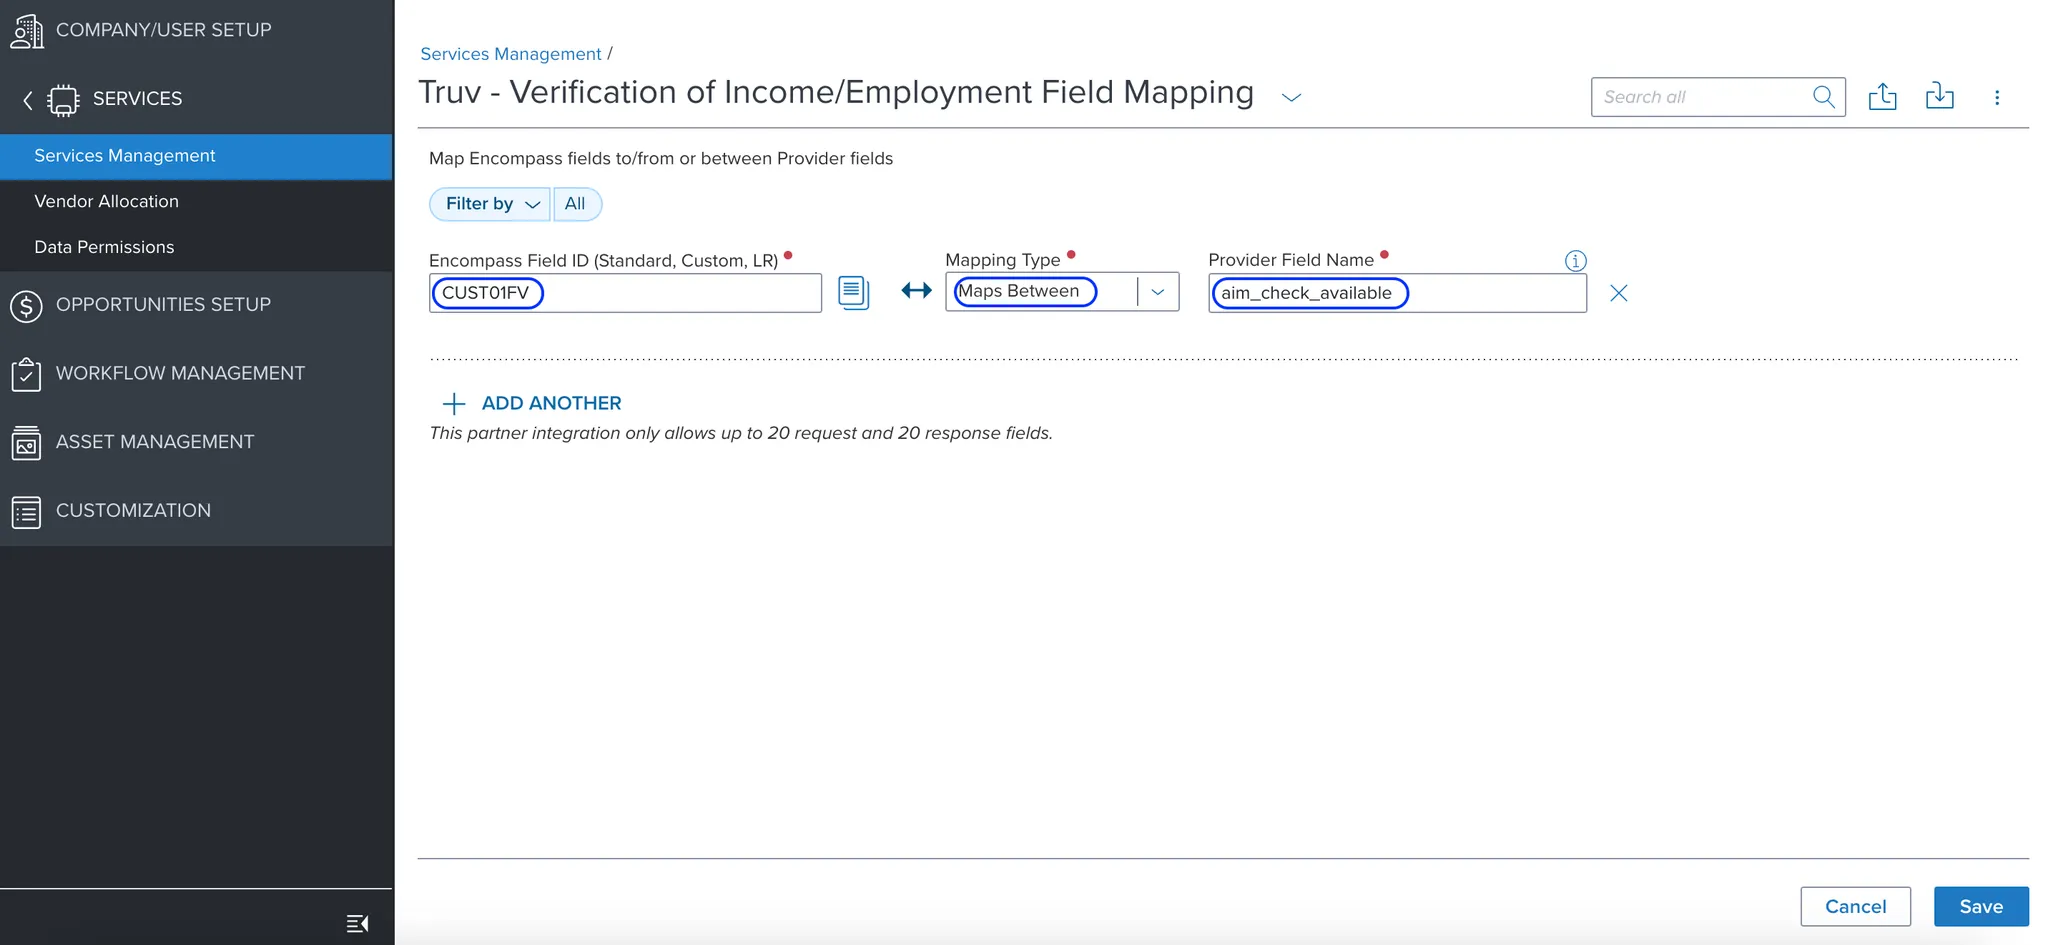 COMPANY/USER SETUP
SERVICES
Services Management
Vendor Allocation
Data Permissions
OPPORTUNITIES SETUP
WORKFLOW MANAGEMENT
ASSET MANAGEMENT
CUSTOMIZATION
Services Management /
Truv - Verification of Income/Employment Field Mapping
Search all
Map Encompass fields to/from or between Provider fields
Filter by All
Encompass Field ID (Standard, Custom, LR) Mapping Type Provider Field Name
CUST01FV Maps Between aim_check_available
ADD ANOTHER
This partner integration only allows up to 20 request and 20 response fields.
Cancel Save